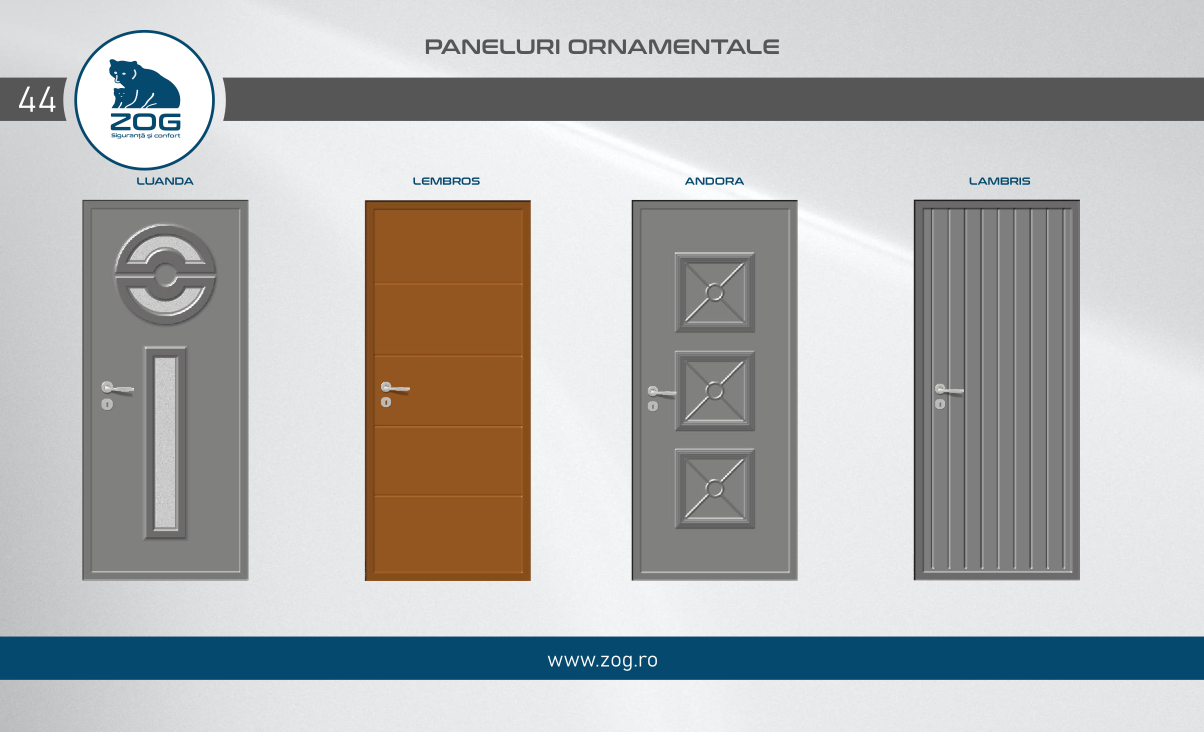 PANELURI ORNAMENTALE
44
ZOG
Siguranță și confort
LUANDA
LEMBROS
ANDORA
LAMBRIS
www.zog.ro